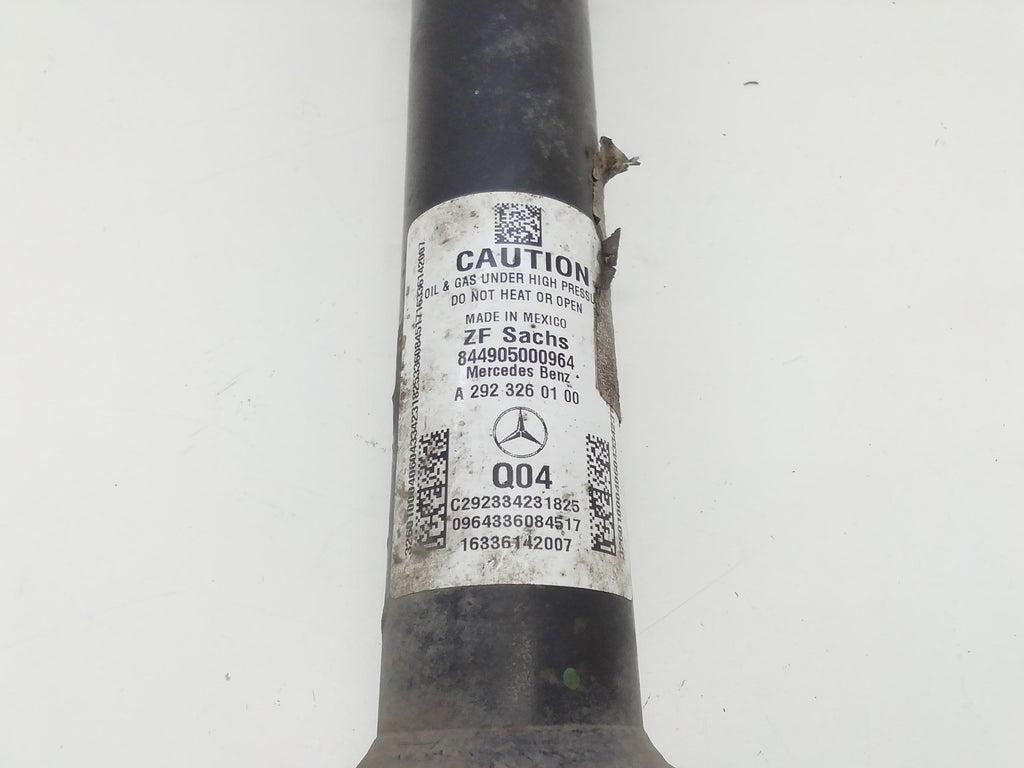 CAUTION
OIL & GAS UNDER HIGH
DO NOT HEAT OR OPEN
MADE IN MEXICO
ZF Sachs
844905000964
Mercedes Benz
A 292 326 01 00
Q04
C292334231825
0964336084517
16336142007